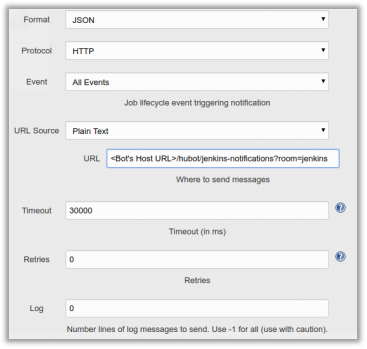 Format JSON
Protocol HTTP
Event All Events
Job lifecycle event triggering notification
URL Source Plain Text
URL <Bot's Host URL>/hubot/jenkins-notifications?room=jenkins
Where to send messages
Timeout 30000
Timeout (in ms)
Retries 0
Retries
Log 0
Number lines of log messages to send. Use -1 for all (use with caution).